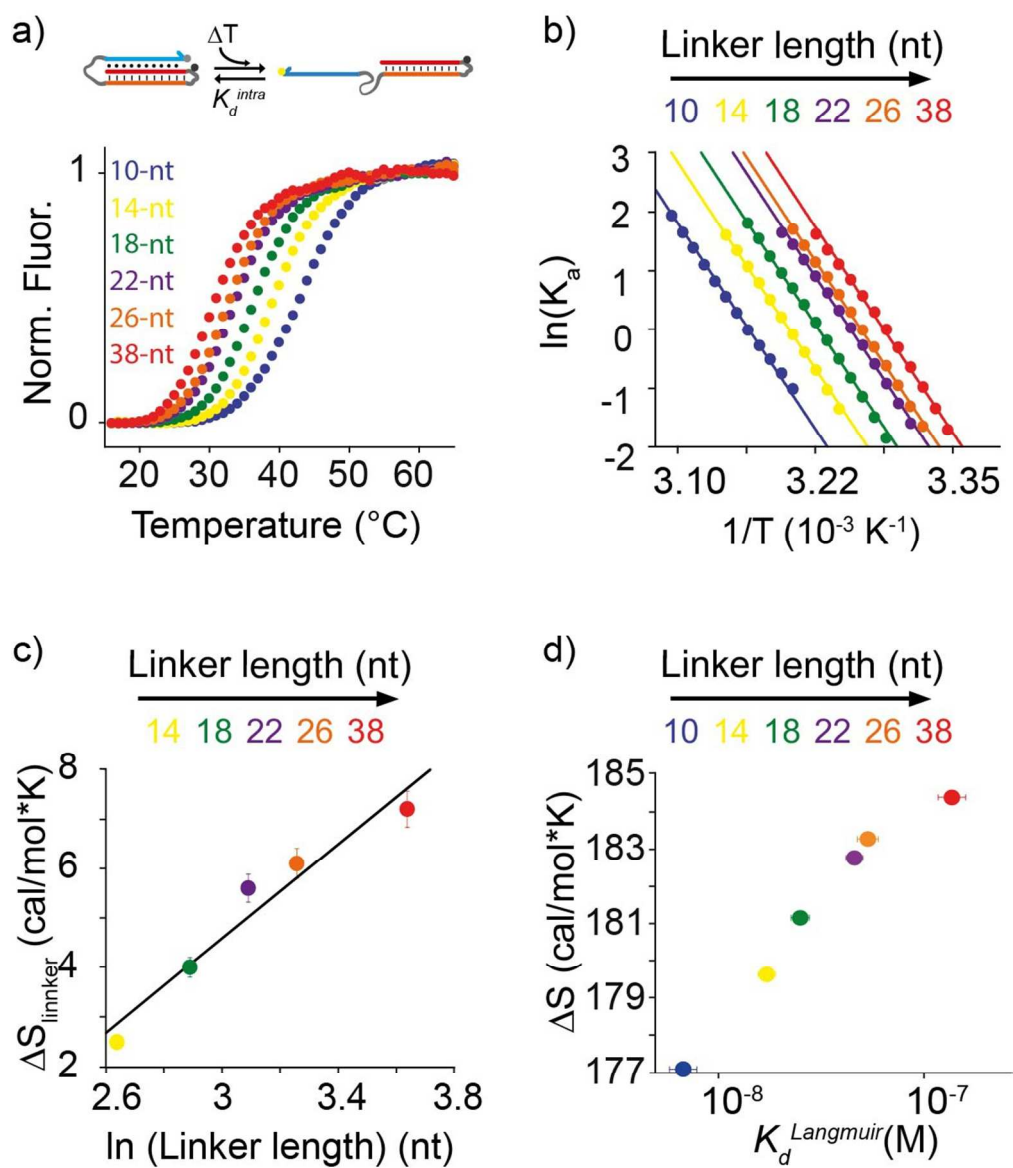 a)
ΔT
K_d^intra
1
0
Norm. Fluor.
10-nt
14-nt
18-nt
22-nt
26-nt
38-nt
20 30 40 50 60
Temperature (°C)
b)
Linker length (nt)
10 14 18 22 26 38
3
2
1
0
-1
-2
ln(K_a)
3.10 3.22 3.35
1/T (10⁻³ K⁻¹)
c)
Linker length (nt)
14 18 22 26 38
8
6
4
2
ΔS_linnker (cal/mol*K)
2.6 3 3.4 3.8
ln (Linker length) (nt)
d)
Linker length (nt)
10 14 18 22 26 38
185
183
181
179
177
ΔS (cal/mol*K)
10⁻⁸ 10⁻⁷
K_d^Langmuir(M)